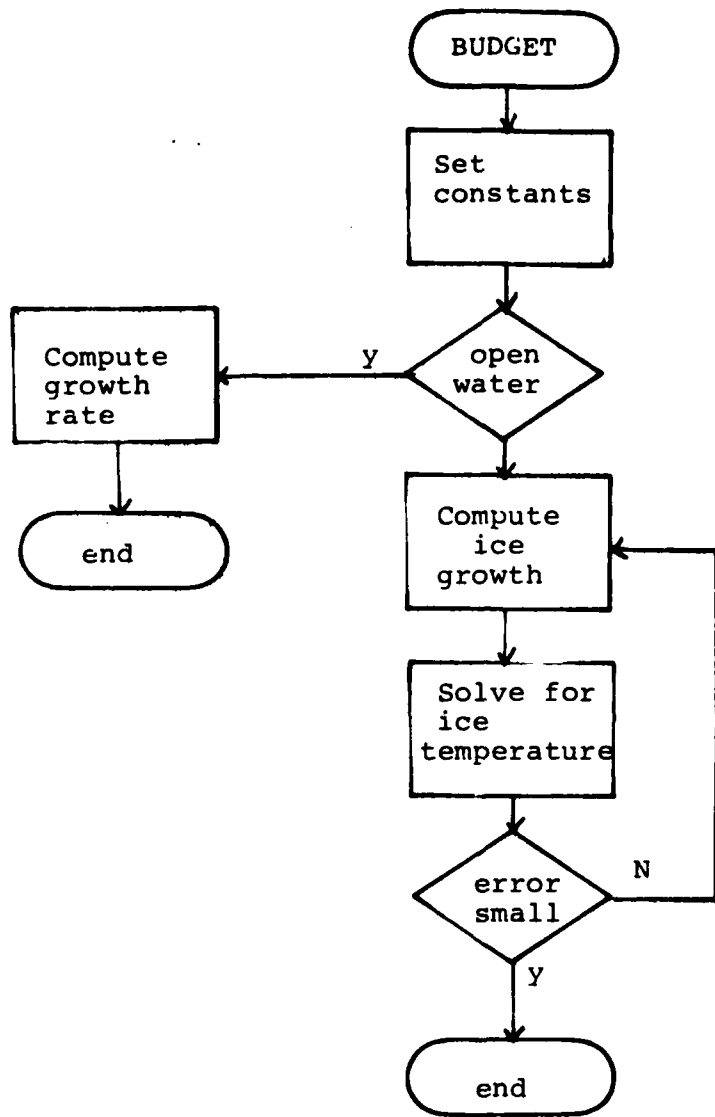 BUDGET
Set
constants
open
water
y
Compute
growth
rate
end
Compute
ice
growth
Solve for
ice
temperature
error
small
N
y
end